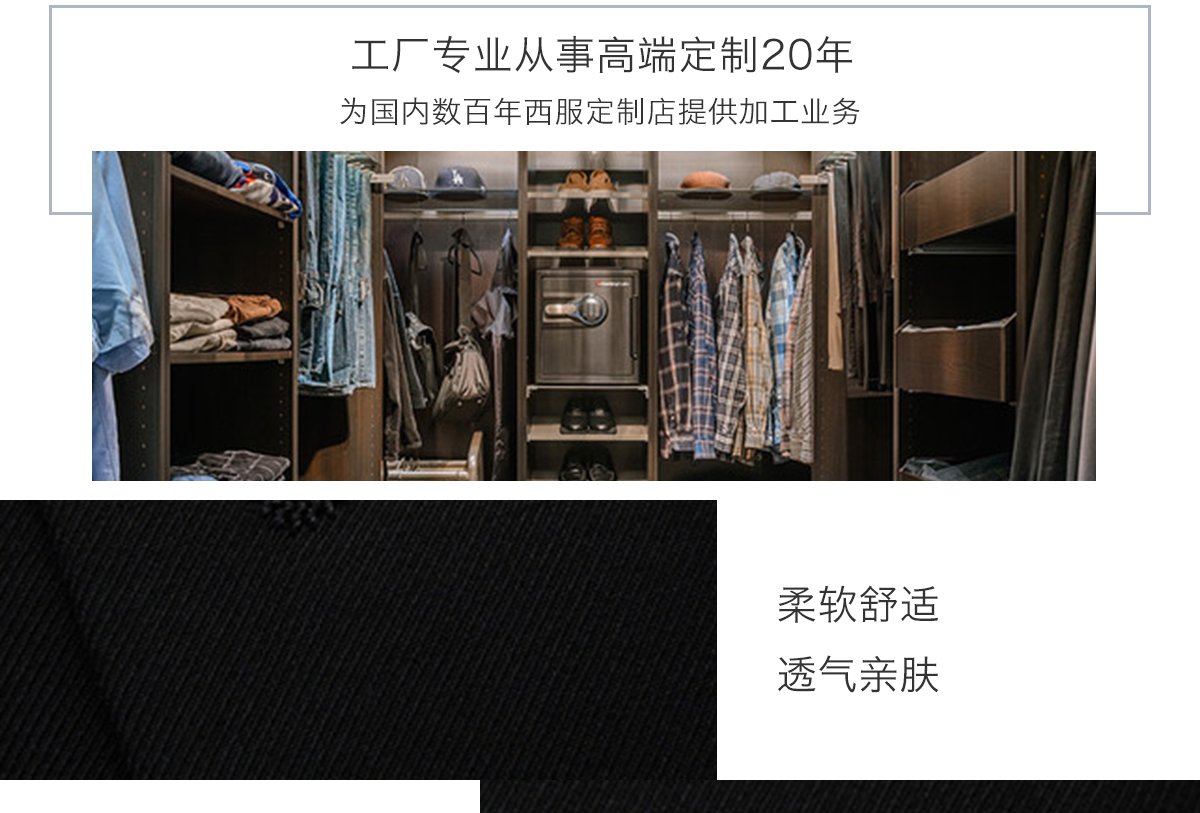 工厂专业从事高端定制20年
为国内数百年西服定制店提供加工业务
柔软舒适
透气亲肤